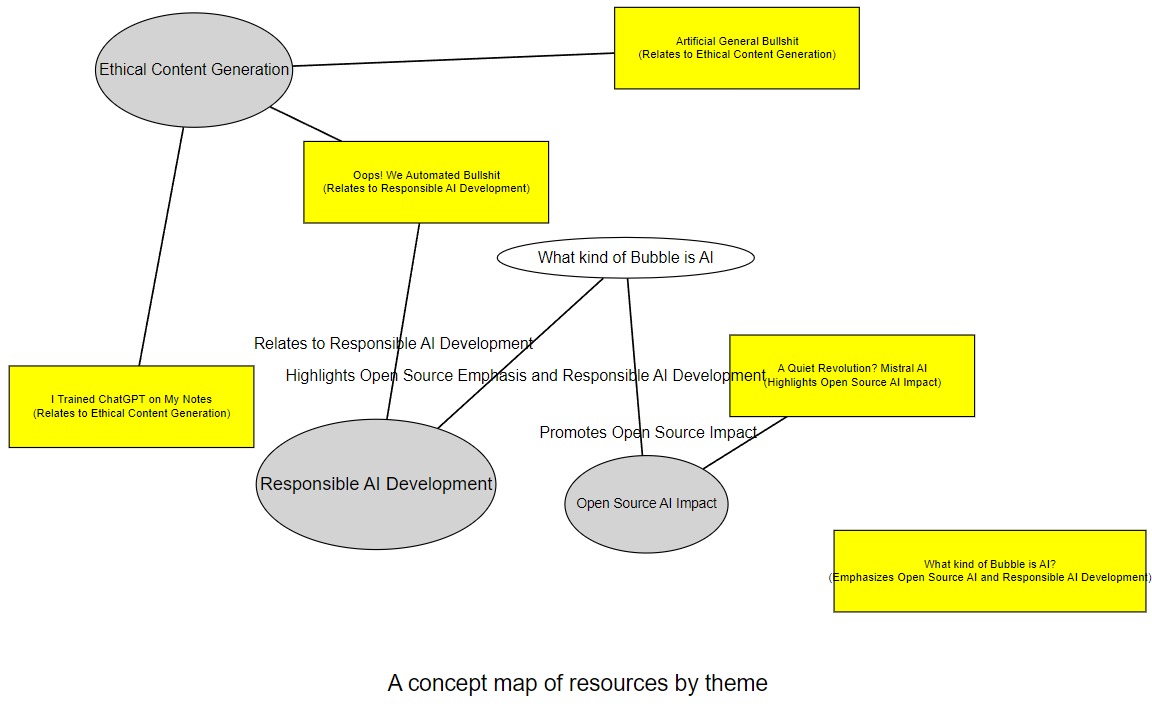 Artificial General Bullshit
(Relates to Ethical Content Generation)
Ethical Content Generation
Oops! We Automated Bullshit
(Relates to Responsible AI Development)
What kind of Bubble is AI
Relates to Responsible AI Development
Highlights Open Source Emphasis and Responsible AI Development
A Quiet Revolution? Mistral AI
(Highlights Open Source AI Impact)
I Trained ChatGPT on My Notes
(Relates to Ethical Content Generation)
Promotes Open Source Impact
Responsible AI Development
Open Source AI Impact
What kind of Bubble is AI?
(Emphasizes Open Source AI and Responsible AI Development)
A concept map of resources by theme